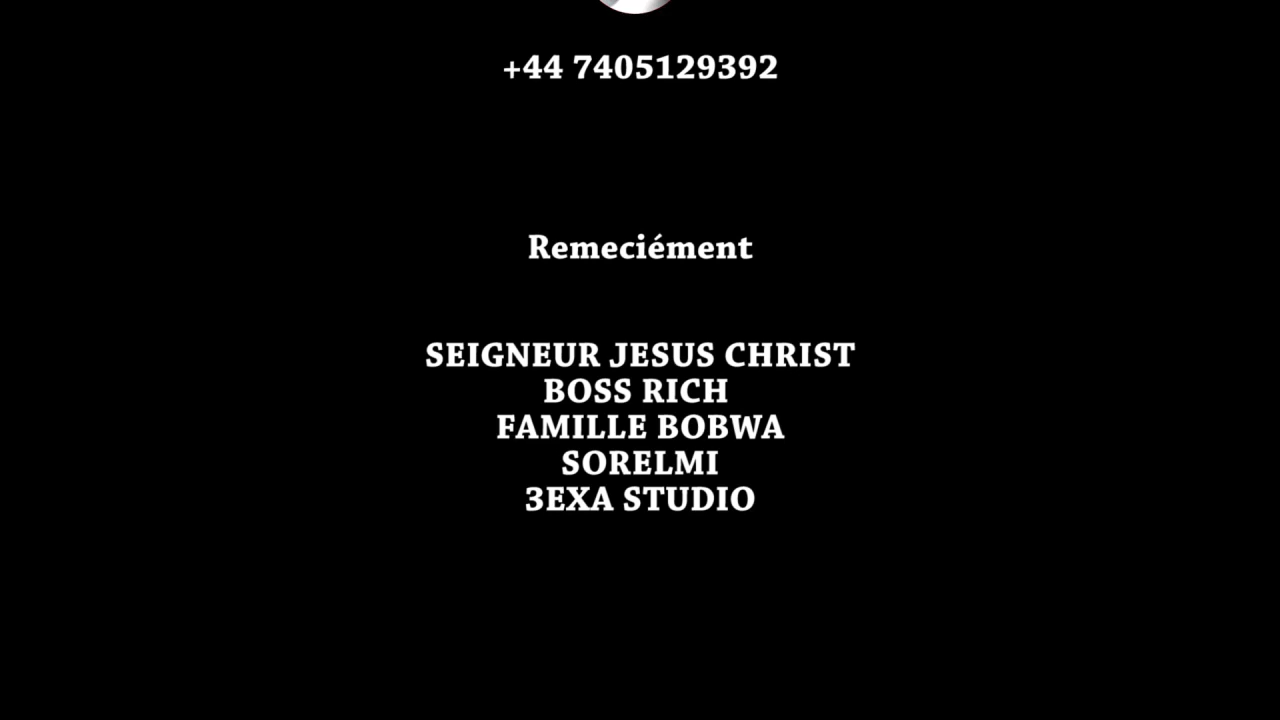 +44 7405129392
Remeciément
SEIGNEUR JESUS CHRIST
BOSS RICH
FAMILLE BOBWA
SORELMI
3EXA STUDIO